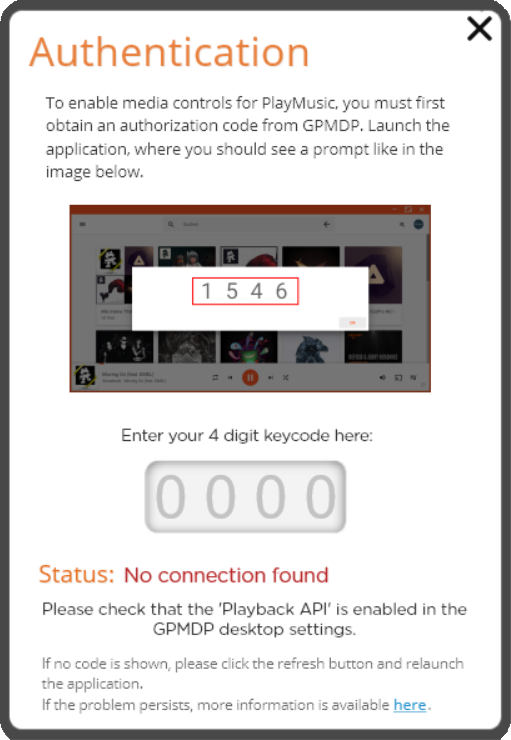 Authentication
To enable media controls for PlayMusic, you must first
obtain an authorization code from GPMDP. Launch the
application, where you should see a prompt like in the
image below.
1 5 4 6
Enter your 4 digit keycode here:
0 0 0 0
Status: No connection found
Please check that the 'Playback API' is enabled in the
GPMDP desktop settings.
If no code is shown, please click the refresh button and relaunch
the application.
If the problem persists, more information is available here.